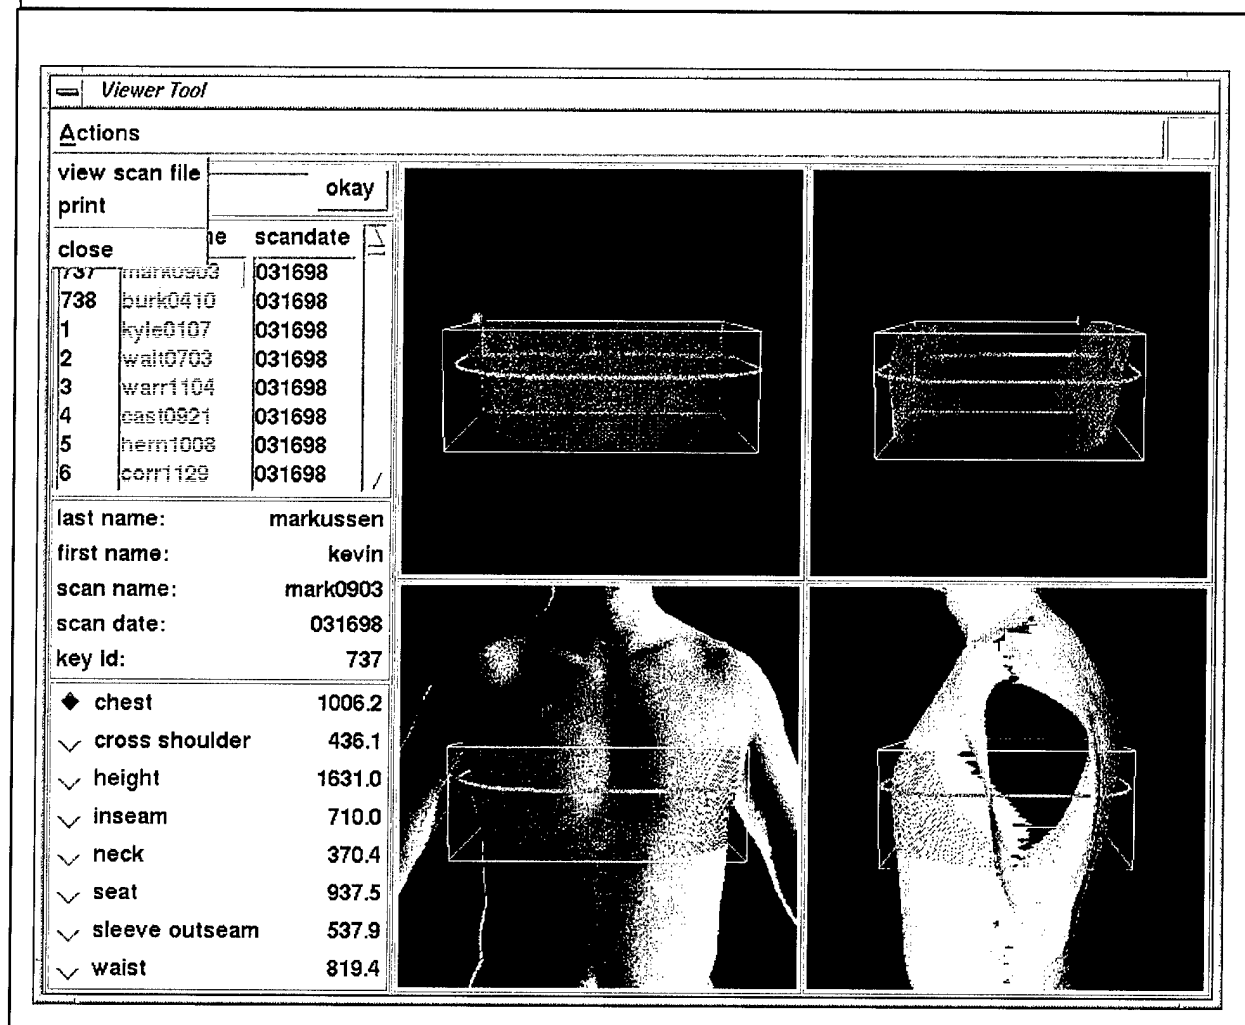 Viewer Tool
Actions
view scan file
okay
print
close
e scandate
737 mark0903 031698
738 burk0410 031698
1 kyle0107 031698
2 walt0703 031698
3 warr1104 031698
4 cast0921 031698
5 hern1008 031698
6 corr1129 031698
last name: markussen
first name: kevin
scan name: mark0903
scan date: 031698
key id: 737
chest 1006.2
cross shoulder 436.1
height 1631.0
inseam 710.0
neck 370.4
seat 937.5
sleeve outseam 537.9
waist 819.4